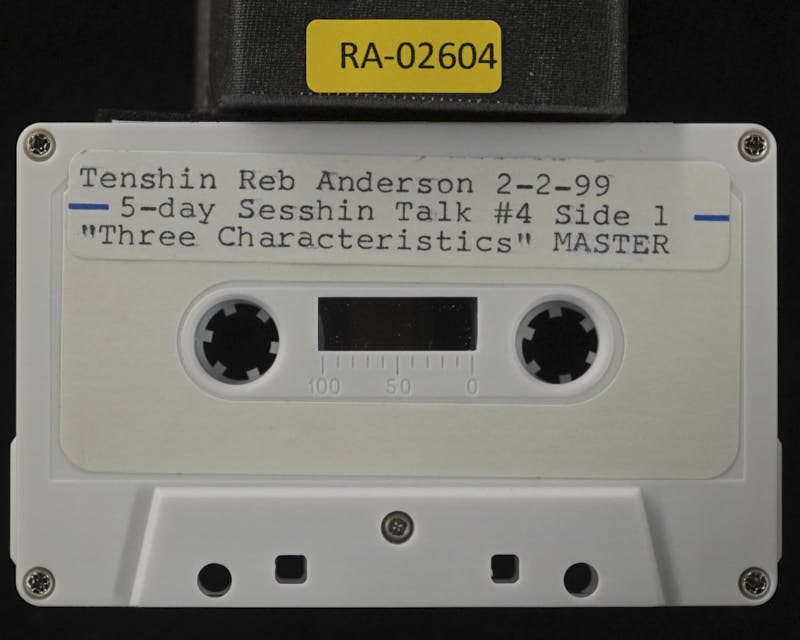 RA-02604
Tenshin Reb Anderson 2-2-99
5-day Sesshin Talk #4 Side 1
"Three Characteristics" MASTER
100 50 0